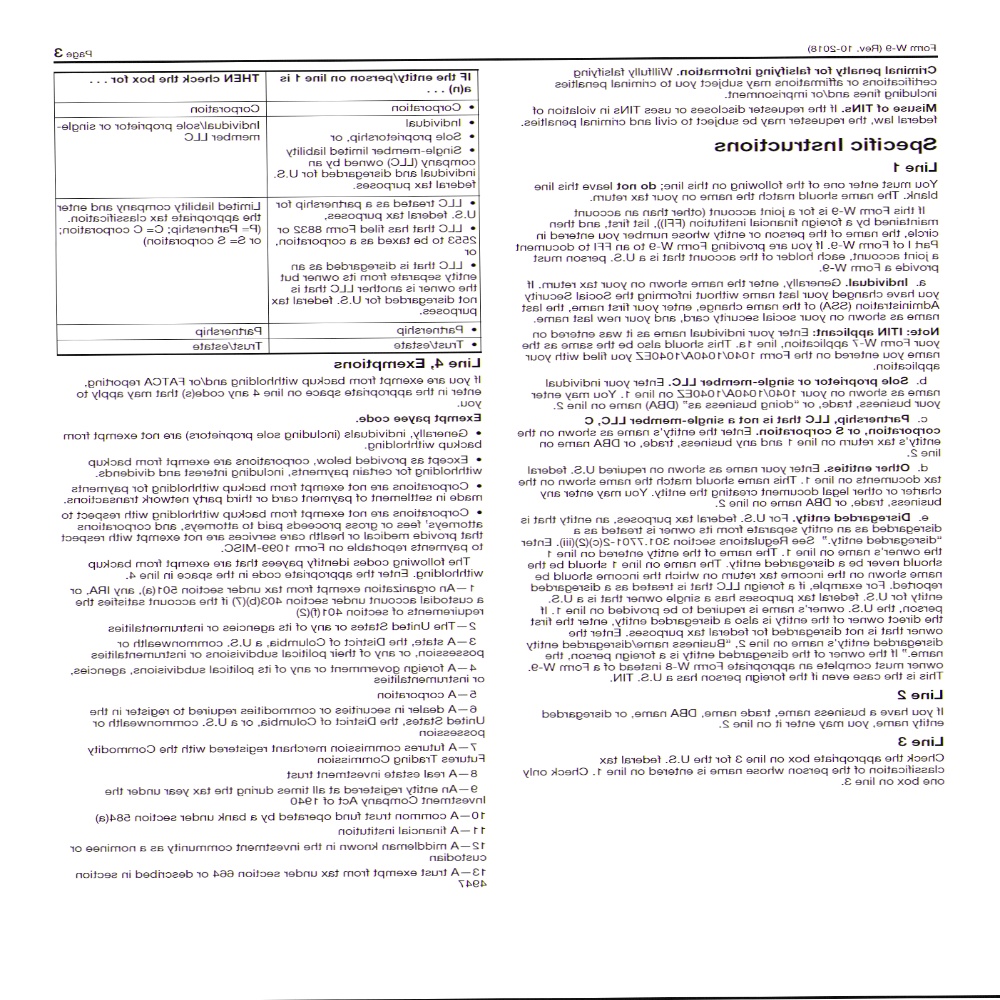 Form W-9 (Rev. 10-2018)
Page 3
Criminal penalty for falsifying information. Willfully falsifying
certifications or affirmations may subject you to criminal penalties
including fines and/or imprisonment.
Misuse of TINs. If the requester discloses or uses TINs in violation of
federal law, the requester may be subject to civil and criminal penalties.
Specific Instructions
Line 1
You must enter one of the following on this line; do not leave this line
blank. The name should match the name on your tax return.
If this Form W-9 is for a joint account (other than an account
maintained by a foreign financial institution (FFI)), list first, and then
circle, the name of the person or entity whose number you entered in
Part I of Form W-9. If you are providing Form W-9 to an FFI to document
a joint account, each holder of the account that is a U.S. person must
provide a Form W-9.
a. Individual. Generally, enter the name shown on your tax return. If
you have changed your last name without informing the Social Security
Administration (SSA) of the name change, enter your first name, the last
name as shown on your social security card, and your new last name.
Note: ITIN applicant: Enter your individual name as it was entered on
your Form W-7 application, line 1a. This should also be the same as the
name you entered on the Form 1040/1040A/1040EZ you filed with your
application.
b. Sole proprietor or single-member LLC. Enter your individual
name as shown on your 1040/1040A/1040EZ on line 1. You may enter
your business, trade, or “doing business as” (DBA) name on line 2.
c. Partnership, LLC that is not a single-member LLC, C
corporation, or S corporation. Enter the entity’s name as shown on the
entity’s tax return on line 1 and any business, trade, or DBA name on
line 2.
d. Other entities. Enter your name as shown on required U.S. federal
tax documents on line 1. This name should match the name shown on the
charter or other legal document creating the entity. You may enter any
business, trade, or DBA name on line 2.
e. Disregarded entity. For U.S. federal tax purposes, an entity that is
disregarded as an entity separate from its owner is treated as a
“disregarded entity.” See Regulations section 301.7701-2(c)(2)(iii). Enter
the owner’s name on line 1. The name of the entity entered on line 1
should never be a disregarded entity. The name on line 1 should be the
name shown on the income tax return on which the income should be
reported. For example, if a foreign LLC that is treated as a disregarded
entity for U.S. federal tax purposes has a single owner that is a U.S.
person, the U.S. owner’s name is required to be provided on line 1. If
the direct owner of the entity is also a disregarded entity, enter the first
owner that is not disregarded for federal tax purposes. Enter the
disregarded entity’s name on line 2, “Business name/disregarded entity
name.” If the owner of the disregarded entity is a foreign person, the
owner must complete an appropriate Form W-8 instead of a Form W-9.
This is the case even if the foreign person has a U.S. TIN.
Line 2
If you have a business name, trade name, DBA name, or disregarded
entity name, you may enter it on line 2.
Line 3
Check the appropriate box on line 3 for the U.S. federal tax
classification of the person whose name is entered on line 1. Check only
one box on line 3.
IF the entity/person on line 1 is
a(n) . . .
THEN check the box for . . .
• Corporation
Corporation
• Individual
• Sole proprietorship, or
• Single-member limited liability
company (LLC) owned by an
individual and disregarded for U.S.
federal tax purposes.
Individual/sole proprietor or single-
member LLC
• LLC treated as a partnership for
U.S. federal tax purposes,
• LLC that has filed Form 8832 or
2553 to be taxed as a corporation,
or
• LLC that is disregarded as an
entity separate from its owner but
the owner is another LLC that is
not disregarded for U.S. federal tax
purposes.
Limited liability company and enter
the appropriate tax classification.
(P= Partnership; C= C corporation;
or S= S corporation)
• Partnership
Partnership
• Trust/estate
Trust/estate
Line 4, Exemptions
If you are exempt from backup withholding and/or FATCA reporting,
enter in the appropriate space on line 4 any code(s) that may apply to
you.
Exempt payee code.
• Generally, individuals (including sole proprietors) are not exempt from
backup withholding.
• Except as provided below, corporations are exempt from backup
withholding for certain payments, including interest and dividends.
• Corporations are not exempt from backup withholding for payments
made in settlement of payment card or third party network transactions.
• Corporations are not exempt from backup withholding with respect to
attorneys’ fees or gross proceeds paid to attorneys, and corporations
that provide medical or health care services are not exempt with respect
to payments reportable on Form 1099-MISC.
The following codes identify payees that are exempt from backup
withholding. Enter the appropriate code in the space in line 4.
1—An organization exempt from tax under section 501(a), any IRA, or
a custodial account under section 403(b)(7) if the account satisfies the
requirements of section 401(f)(2)
2—The United States or any of its agencies or instrumentalities
3—A state, the District of Columbia, a U.S. commonwealth or
possession, or any of their political subdivisions or instrumentalities
4—A foreign government or any of its political subdivisions, agencies,
or instrumentalities
5—A corporation
6—A dealer in securities or commodities required to register in the
United States, the District of Columbia, or a U.S. commonwealth or
possession
7—A futures commission merchant registered with the Commodity
Futures Trading Commission
8—A real estate investment trust
9—An entity registered at all times during the tax year under the
Investment Company Act of 1940
10—A common trust fund operated by a bank under section 584(a)
11—A financial institution
12—A middleman known in the investment community as a nominee or
custodian
13—A trust exempt from tax under section 664 or described in section
4947